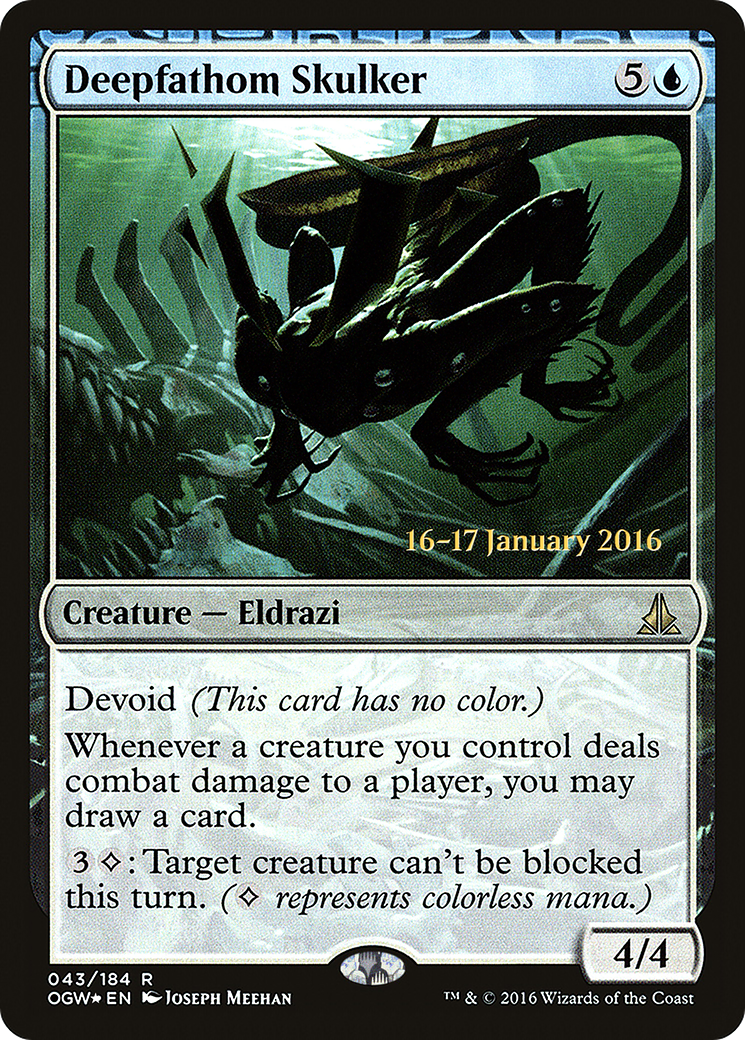 Deepfathom Skulker 5
16–17 January 2016
Creature — Eldrazi
Devoid (This card has no color.)
Whenever a creature you control deals
combat damage to a player, you may
draw a card.
3◇: Target creature can't be blocked
this turn. (◇ represents colorless mana.)
4/4
043/184 R
OGW★EN Joseph Meehan
™ & © 2016 Wizards of the Coast